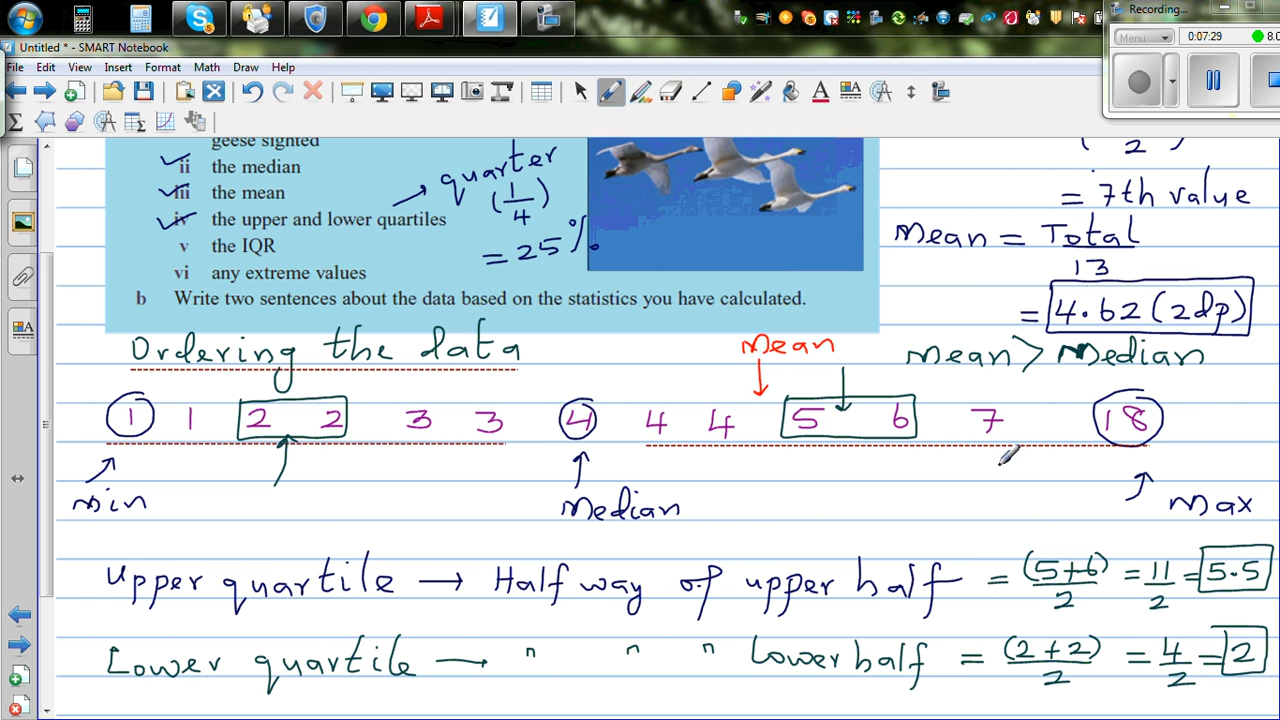 Recording...
Untitled * - SMART Notebook
Menu
0:07:29
8.0
File Edit View Insert Format Math Draw Help
geese sighted
ii the median
iii the mean
iv the upper and lower quartiles
v the IQR
vi any extreme values
b Write two sentences about the data based on the statistics you have calculated.
quarter
(1/4)
= 25%
( 2 )
= 7th value
Mean = Total
13
= 4.62 (2dp)
Ordering the data
Mean
Mean > Median
1 1 2 2 3 3 4 4 4 5 6 7 18
Min
Median
Max
Upper quartile → Half way of upper half = (5+6)/2 = 11/2 = 5.5
Lower quartile → " " " Lower half = (2+2)/2 = 4/2 = 2